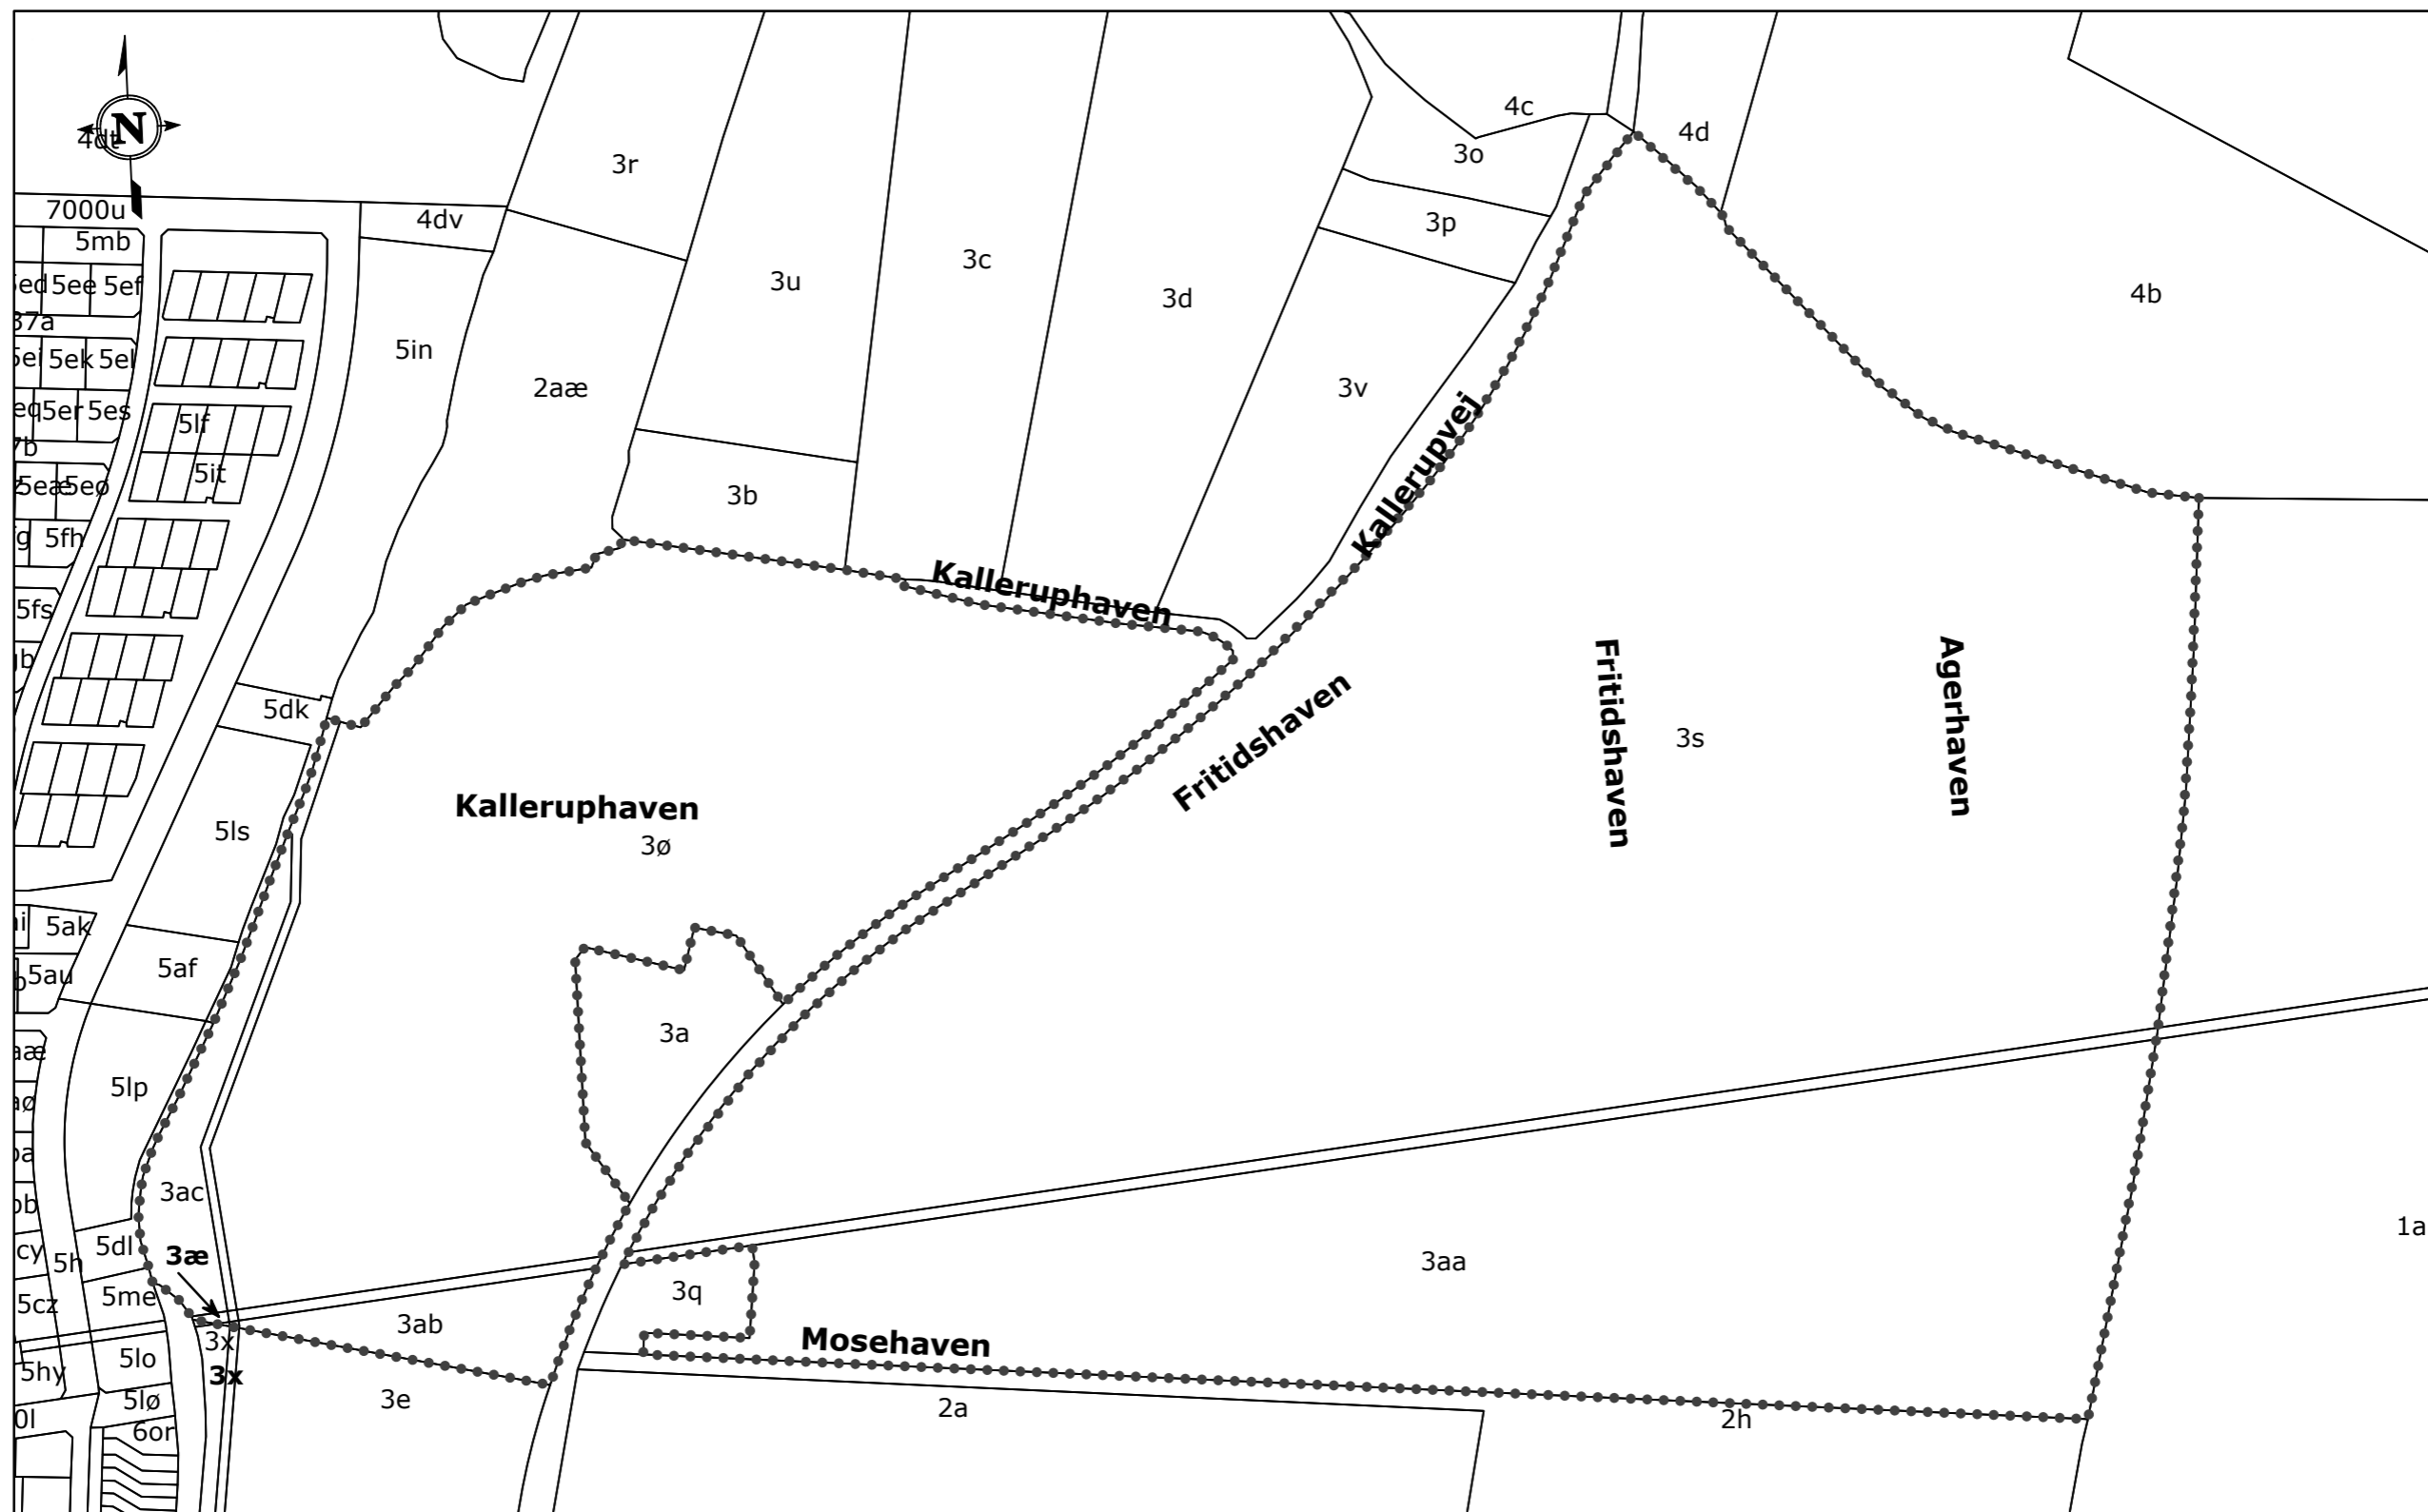 4c
4d
N
4dt
3o
3r
7000u
4dv
3p
5mb
3c
3u
5ee
5ef
3d
4b
37a
5in
5ek
5el
2aæ
3v
5er
5es
5lf
Kallerupvej
7b
5it
5eæ
5eø
3b
5fh
Kalleruphaven
5fs
Fritidshaven
Fritidshaven
Agerhaven
5dk
3s
Kalleruphaven
5ls
3ø
5ak
5af
5au
3a
5lp
3ac
1a
5dl
3æ
5h
3aa
5me
3q
5cz
3ab
3x
Mosehaven
5lo
5hy
3x
5lø
3e
2a
2h
6or